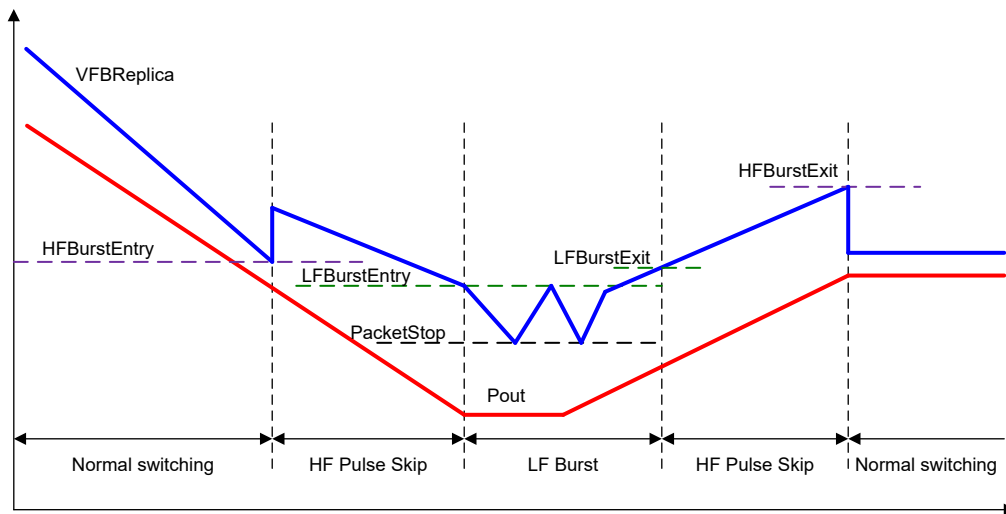 VFBReplica
HFBurstExit
HFBurstEntry
LFBurstExit
LFBurstEntry
PacketStop
Pout
Normal switching
HF Pulse Skip
LF Burst
HF Pulse Skip
Normal switching